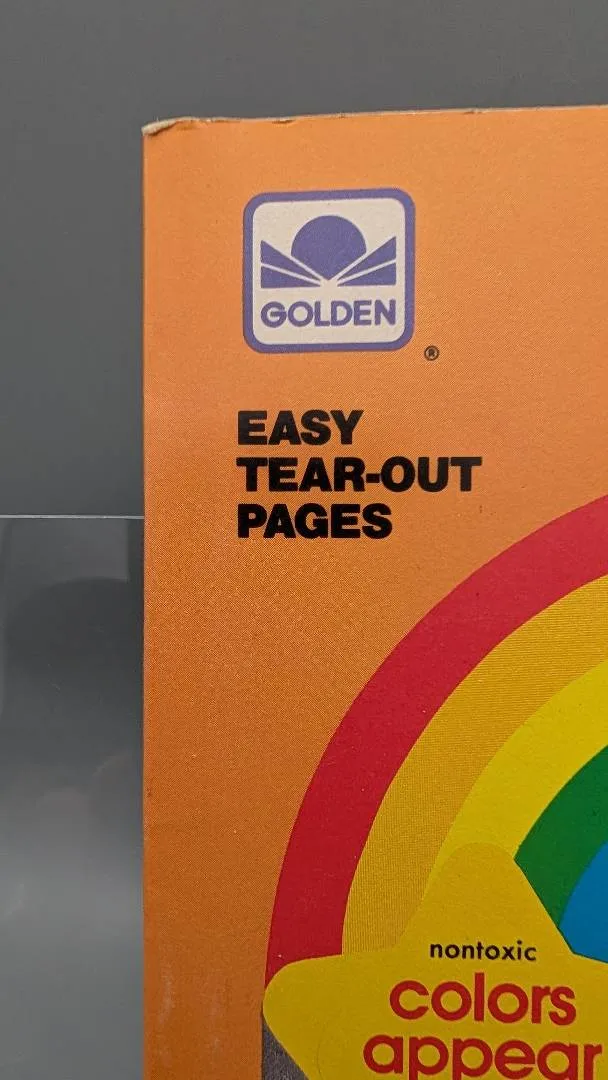 GOLDEN
®
EASY
TEAR-OUT
PAGES
nontoxic
colors
appear